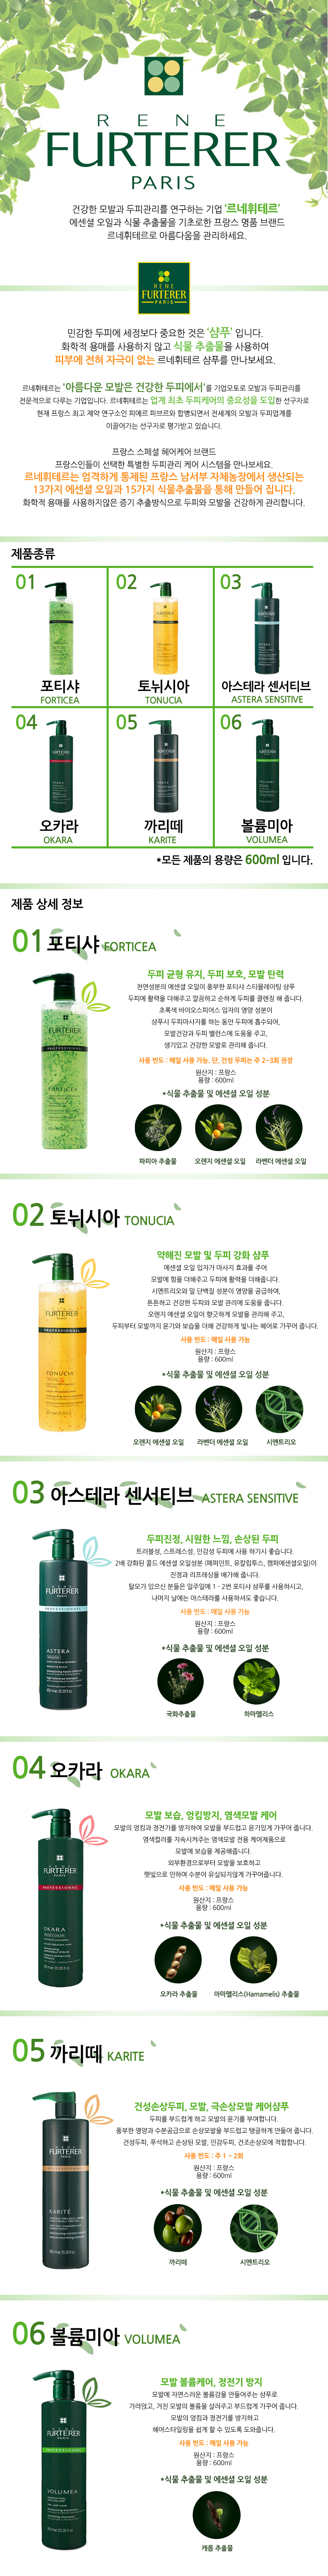 RENE
FURTERER
PARIS
건강한 모발과 두피관리를 연구하는 기업 '르네휘테르'
에센셜 오일과 식물 추출물을 기초로한 프랑스 명품 브랜드
르네휘테르로 아름다움을 관리하세요.
RENE
FURTERER
PARIS
민감한 두피에 세정보다 중요한 것은 '샴푸' 입니다.
화학적 용매를 사용하지 않고 식물 추출물을 사용하여
피부에 전혀 자극이 없는 르네휘테르 샴푸를 만나보세요.
르네휘테르는 '아름다운 모발은 건강한 두피에서'를 기업모토로 모발과 두피관리를
전문적으로 다루는 기업입니다. 르네휘테르는 업계 최초 두피케어의 중요성을 도입한 선구자로
현재 프랑스 최고 제약 연구소인 피에르 파브르와 합병되면서 전세계의 모발과 두피업계를
이끌어가는 선구자로 평가받고 있습니다.
프랑스 스페셜 헤어케어 브랜드
프랑스인들이 선택한 특별한 두피관리 케어 시스템을 만나보세요.
르네휘테르는 엄격하게 통제된 프랑스 남서부 자체농장에서 생산되는
13가지 에센셜 오일과 15가지 식물추출물을 통해 만들어 집니다.
화학적 용매를 사용하지않은 증기 추출방식으로 두피와 모발을 건강하게 관리합니다.
제품종류
01 02 03
포티샤 토뉘시아 아스테라 센서티브
FORTICEA TONUCIA ASTERA SENSITIVE
04 05 06
오카라 까리떼 볼륨미아
OKARA KARITE VOLUMEA
*모든 제품의 용량은 600ml 입니다.
제품 상세 정보
01 포티샤 FORTICEA
두피 균형 유지, 두피 보호, 모발 탄력
천연성분의 에센셜 오일이 풍부한 포티샤 스티뮬레이팅 샴푸
두피에 활력을 더해주고 깔끔하고 순하게 두피를 클렌징 해 줍니다.
초록색 바이오스피어스 입자의 영양 성분이
샴푸시 두피마사지를 하는 동안 두피에 흡수되어,
모발건강과 두피 밸런스에 도움을 주고,
생기있고 건강한 모발로 관리해 줍니다.
사용 빈도 : 매일 사용 가능, 단, 건성 두피는 주 2~3회 권장
원산지 : 프랑스
용량 : 600ml
*식물 추출물 및 에센셜 오일 성분
파피아 추출물 오렌지 에센셜 오일 라벤더 에센셜 오일
FURTERER
PROFESSIONNEL
FORTICEA
02 토뉘시아 TONUCIA
약해진 모발 및 두피 강화 샴푸
에센셜 오일 입자가 마사지 효과를 주어
모발에 힘을 더해주고 두피에 활력을 더해줍니다.
시멘트리오와 밀 단백질 성분이 영양을 공급하여,
튼튼하고 건강한 두피와 모발 관리에 도움을 줍니다.
오렌지 에센셜 오일이 향긋하게 모발을 관리해 주고,
두피부터 모발까지 윤기와 보습을 더해 건강하게 빛나는 헤어로 가꾸어 줍니다.
사용 빈도 : 매일 사용 가능
원산지 : 프랑스
용량 : 600ml
*식물 추출물 및 에센셜 오일 성분
오렌지 에센셜 오일 라벤더 에센셜 오일 시멘트리오
FURTERER
PROFESSIONNEL
TONUCIA
03 아스테라 센서티브 ASTERA SENSITIVE
두피진정, 시원한 느낌, 손상된 두피
트러블성, 스트레스성, 민감성 두피에 사용 하기시 좋습니다.
2배 강화된 콜드 에센셜 오일성분 (페퍼민트, 유칼립투스, 캠퍼에센셜오일)이
진정과 리프레싱을 배가해 줍니다.
탈모가 있으신 분들은 일주일에 1 - 2번 포티샤 샴푸를 사용하시고,
나머지 날에는 아스테라를 사용하셔도 좋습니다.
사용 빈도 : 매일 사용 가능
원산지 : 프랑스
용량 : 600ml
*식물 추출물 및 에센셜 오일 성분
국화추출물 하마멜리스
FURTERER
PROFESSIONNEL
ASTERA
04 오카라 OKARA
모발 보습, 엉킴방지, 염색모발 케어
모발의 엉킴과 정전기를 방지하여 모발을 부드럽고 윤기있게 가꾸어 줍니다.
염색컬러를 지속시켜주는 염색모발 전용 케어제품으로
모발에 보습을 제공해줍니다.
외부환경으로부터 모발을 보호하고
햇빛으로 인하여 수분이 유실되지않게 가꾸어줍니다.
사용 빈도 : 매일 사용 가능
원산지 : 프랑스
용량 : 600ml
*식물 추출물 및 에센셜 오일 성분
오카라 추출물 아마멜리스(Hamamelis) 추출물
RENE
FURTERER
PROFESSIONNEL
OKARA
05 까리떼 KARITE
건성손상두피, 모발, 극손상모발 케어샴푸
두피를 부드럽게 하고 모발의 윤기를 부여합니다.
풍부한 영양과 수분공급으로 손상모발을 부드럽고 탱글하게 만들어 줍니다.
건성두피, 푸석하고 손상된 모발, 민감두피, 건조손상모에 적합합니다.
사용 빈도 : 주 1 ~ 2회
원산지 : 프랑스
용량 : 600ml
*식물 추출물 및 에센셜 오일 성분
까리떼 시멘트리오
FURTERER
PROFESSIONNEL
KARITÉ
06 볼륨미아 VOLUMEA
모발 볼륨케어, 정전기 방지
모발에 자연스러운 볼륨감을 만들어주는 샴푸로
가라앉고, 거친 모발의 볼륨을 살려주고 부드럽게 가꾸어 줍니다.
모발의 엉킴과 정전기를 방지하고
헤어스타일링을 쉽게 할 수 있도록 도와줍니다.
사용 빈도 : 매일 사용 가능
원산지 : 프랑스
용량 : 600ml
*식물 추출물 및 에센셜 오일 성분
캐롭 추출물
FURTERER
PROFESSIONNEL
VOLUMEA